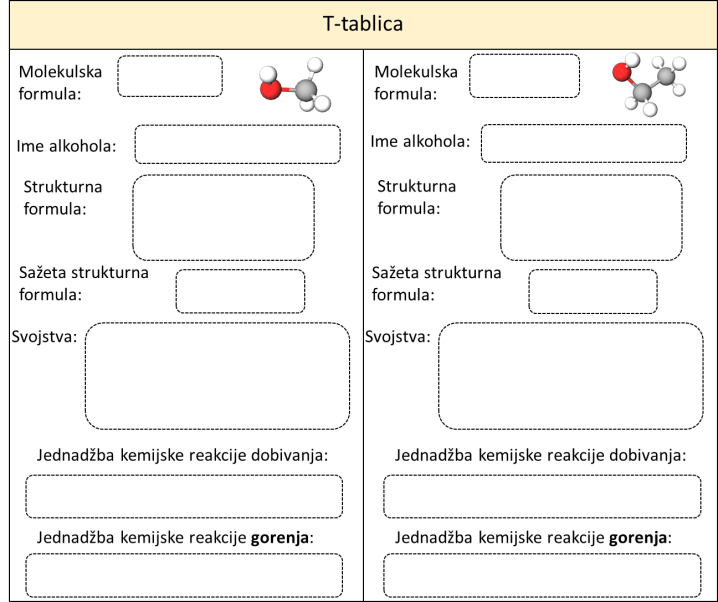 T-tablica
Molekulska
formula:
Ime alkohola:
Strukturna
formula:
Sažeta strukturna
formula:
Svojstva:
Jednadžba kemijske reakcije dobivanja:
Jednadžba kemijske reakcije gorenja:
Molekulska
formula:
Ime alkohola:
Strukturna
formula:
Sažeta strukturna
formula:
Svojstva:
Jednadžba kemijske reakcije dobivanja:
Jednadžba kemijske reakcije gorenja: